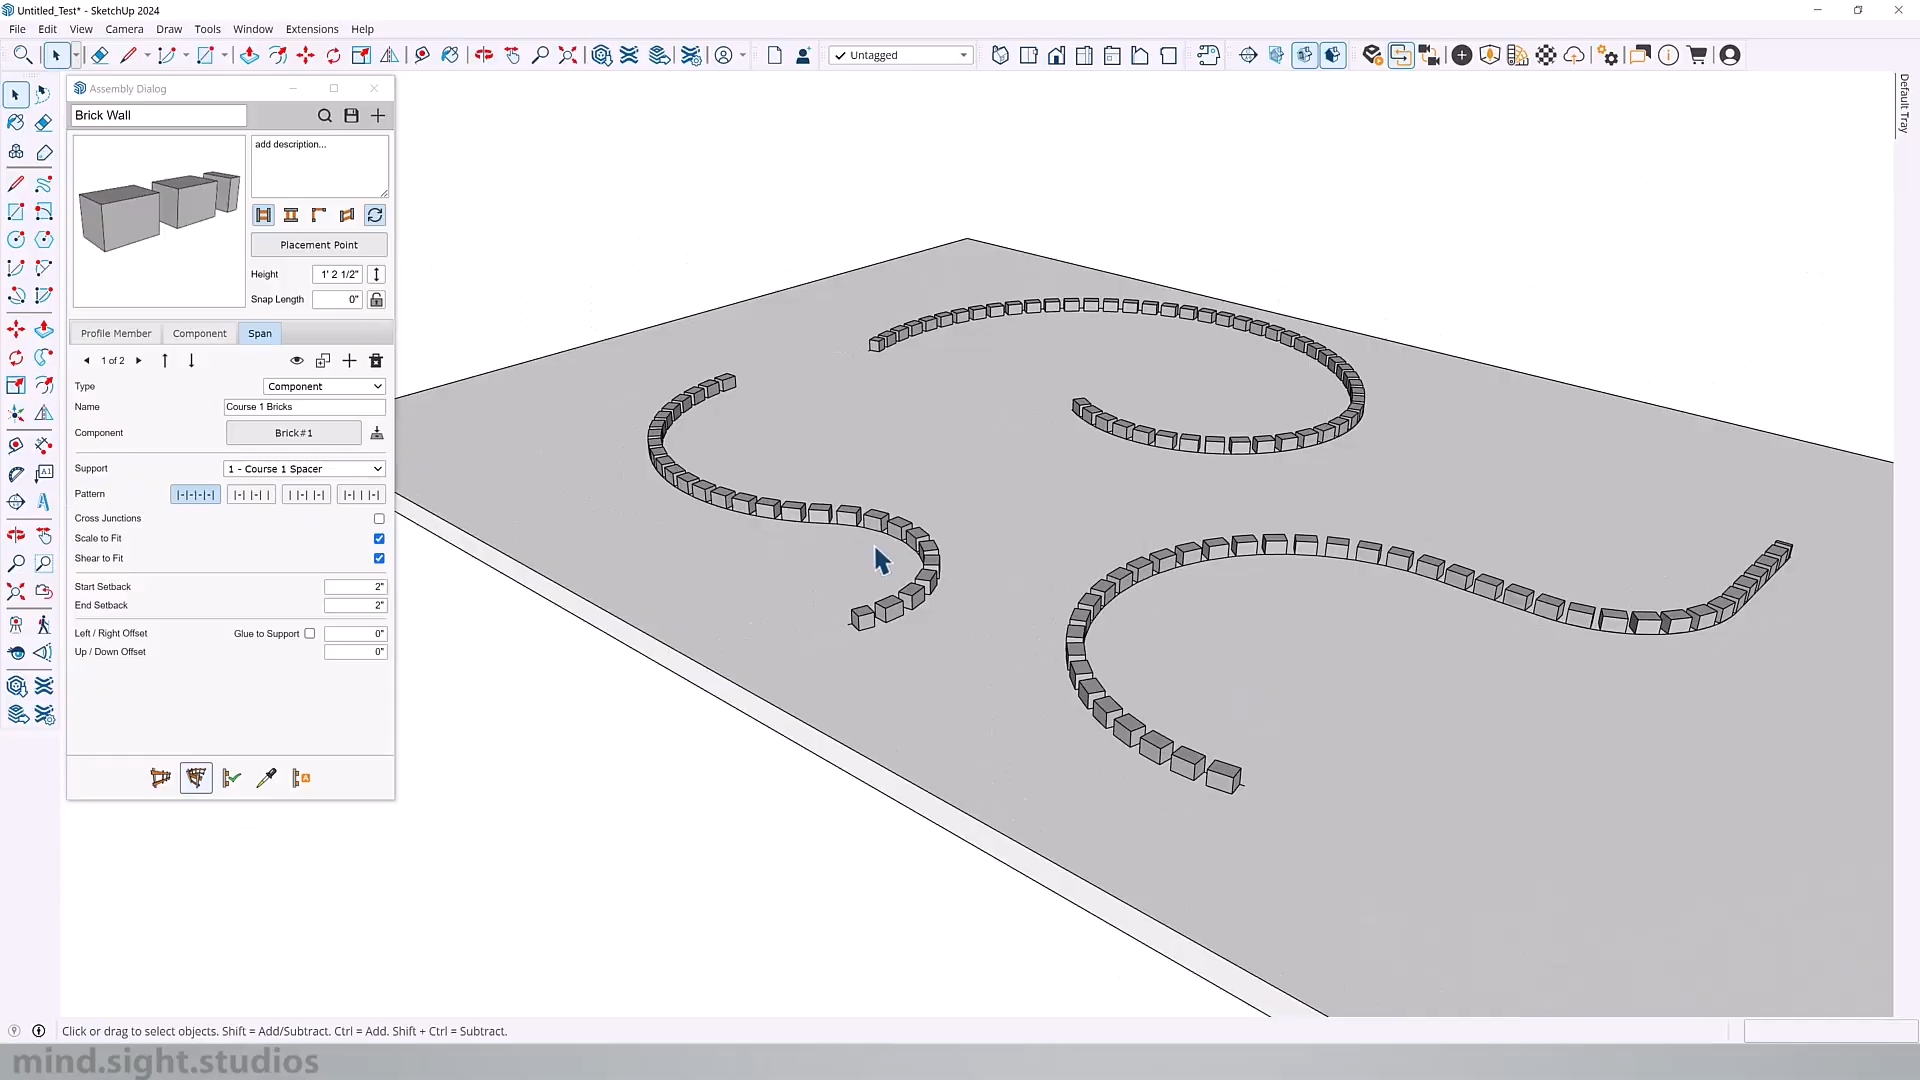 Untitled_Test* - SketchUp 2024
File Edit View Camera Draw Tools Window Extensions Help
Untagged
Default Tray
Assembly Dialog
Brick Wall
add description...
Placement Point
Height 1' 2 1/2"
Snap Length 0"
Profile Member Component Span
1 of 2
Type Component
Name Course 1 Bricks
Component Brick#1
Support 1 - Course 1 Spacer
Pattern
Cross Junctions
Scale to Fit
Shear to Fit
Start Setback 2"
End Setback 2"
Left / Right Offset Glue to Support 0"
Up / Down Offset 0"
Click or drag to select objects. Shift = Add/Subtract. Ctrl = Add. Shift + Ctrl = Subtract.
mind.sight.studios